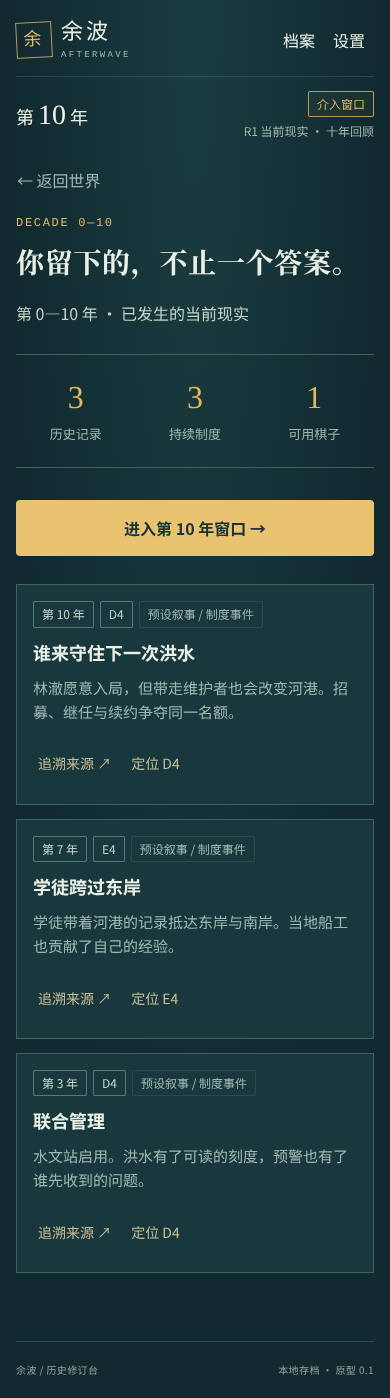 余
余波
AFTERWAVE
档案 设置
第 10 年
介入窗口
R1 当前现实 · 十年回顾
← 返回世界
DECADE 0—10
你留下的，不止一个答案。
第 0—10 年 · 已发生的当前现实
3 3 1
历史记录 持续制度 可用棋子
进入第 10 年窗口 →
第 10 年 D4 预设叙事 / 制度事件
谁来守住下一次洪水
林澈愿意入局，但带走维护者也会改变河港。招
募、继任与续约争夺同一名额。
追溯来源 ↗ 定位 D4
第 7 年 E4 预设叙事 / 制度事件
学徒跨过东岸
学徒带着河港的记录抵达东岸与南岸。当地船工
也贡献了自己的经验。
追溯来源 ↗ 定位 E4
第 3 年 D4 预设叙事 / 制度事件
联合管理
水文站启用。洪水有了可读的刻度，预警也有了
谁先收到的问题。
追溯来源 ↗ 定位 D4
余波 / 历史修订台 本地存档 · 原型 0.1